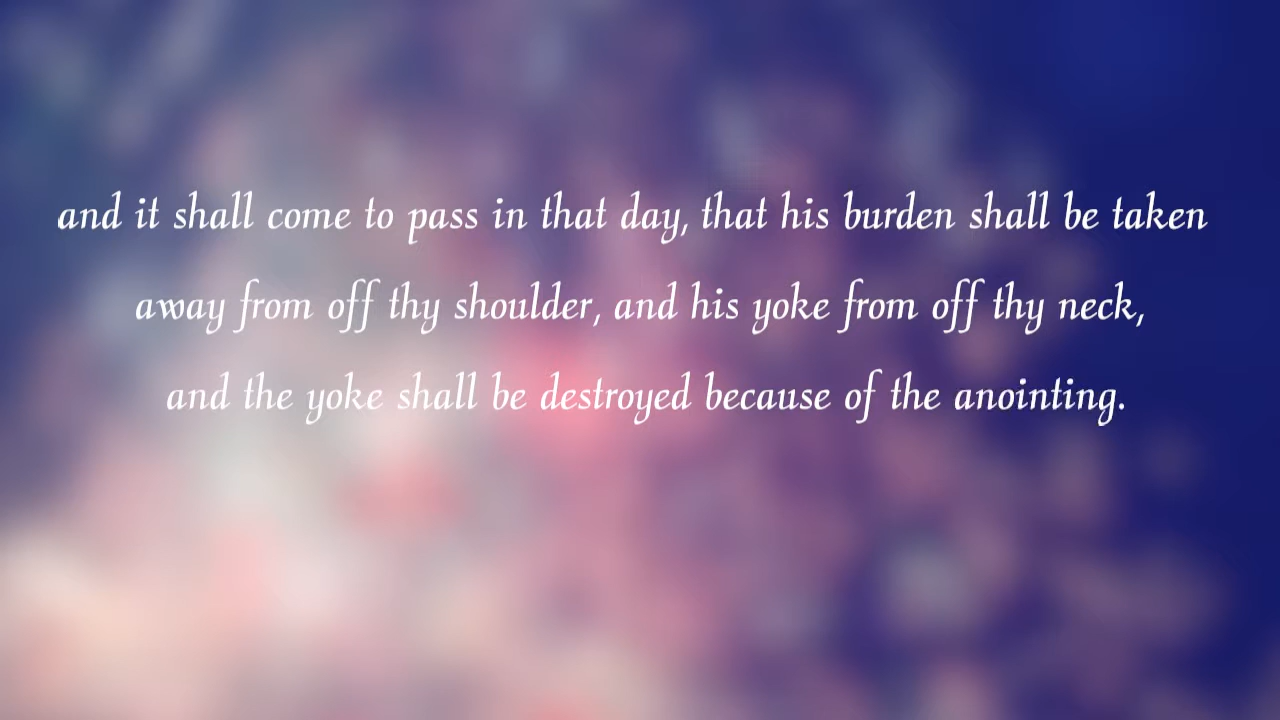 and it shall come to pass in that day, that his burden shall be taken
away from off thy shoulder, and his yoke from off thy neck,
and the yoke shall be destroyed because of the anointing.